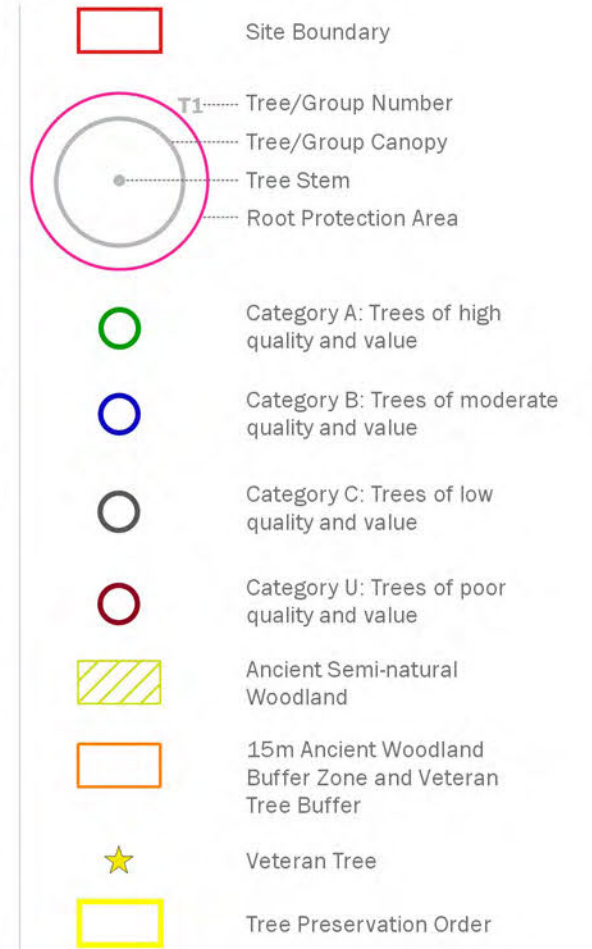 Site Boundary
T1
Tree/Group Number
Tree/Group Canopy
Tree Stem
Root Protection Area
Category A: Trees of high
quality and value
Category B: Trees of moderate
quality and value
Category C: Trees of low
quality and value
Category U: Trees of poor
quality and value
Ancient Semi-natural
Woodland
15m Ancient Woodland
Buffer Zone and Veteran
Tree Buffer
Veteran Tree
Tree Preservation Order